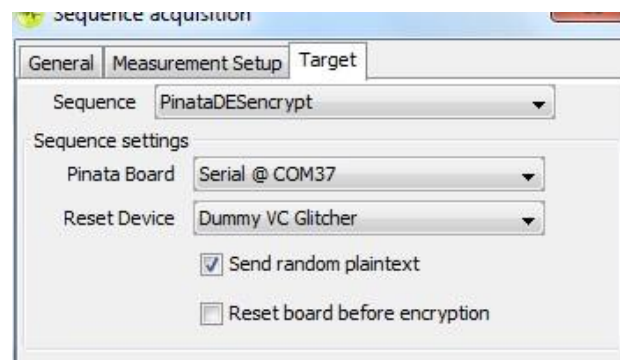 Sequence acquisition
General Measurement Setup Target
Sequence PinataDESencrypt
Sequence settings
Pinata Board Serial @ COM37
Reset Device Dummy VC Glitcher
Send random plaintext
Reset board before encryption